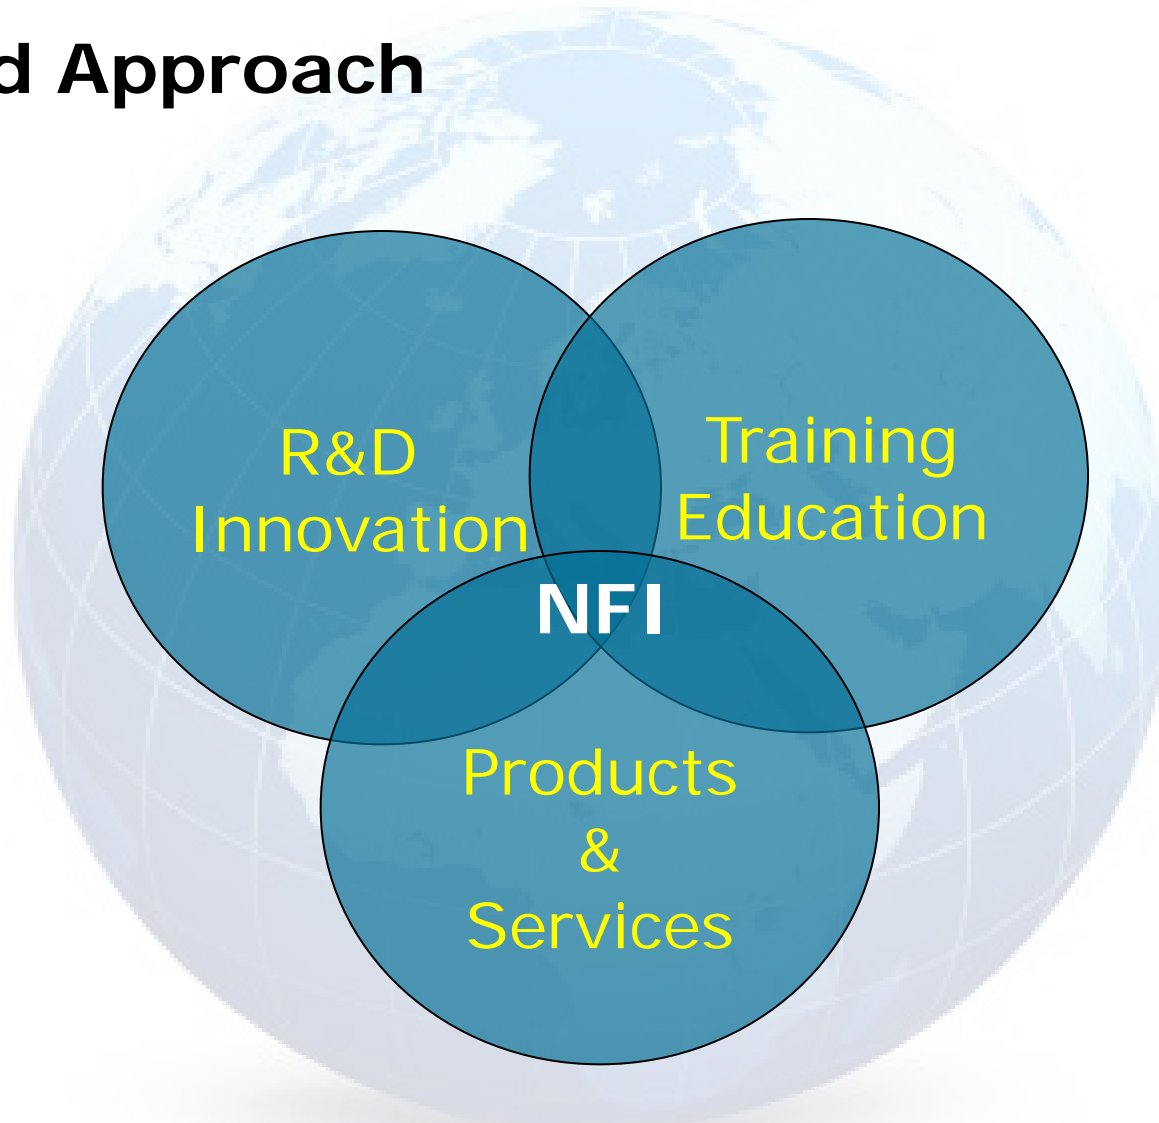 d Approach
R&D
Innovation
Training
Education
NFI
Products
&
Services